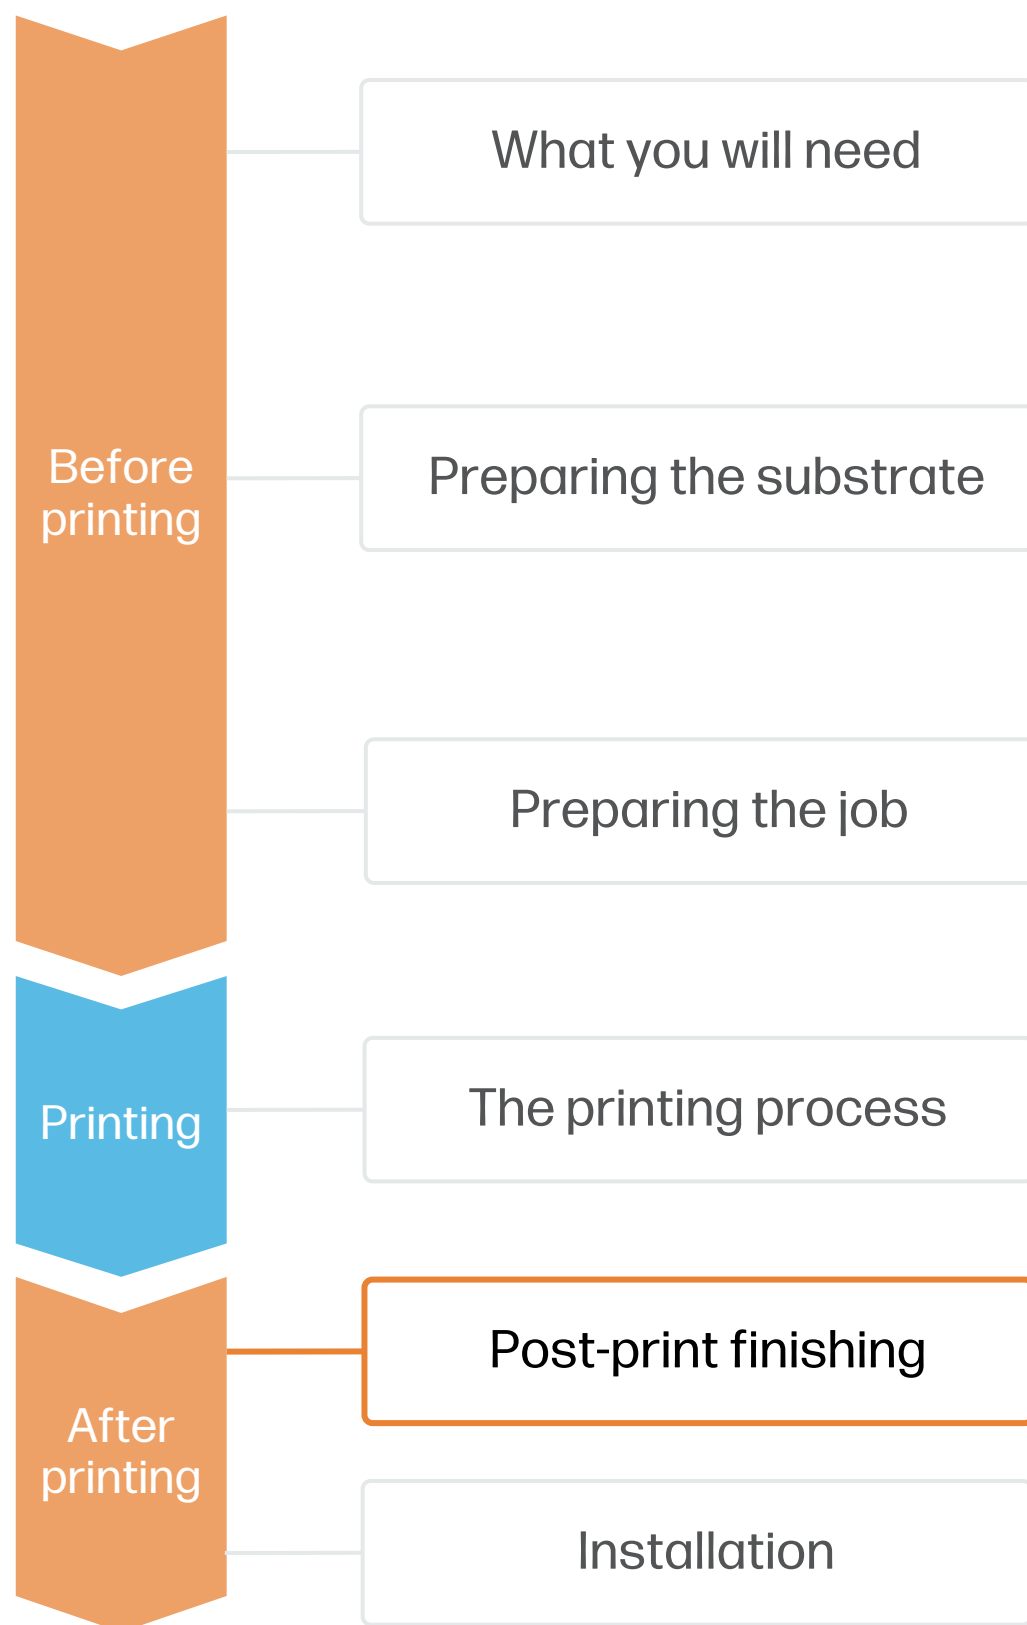 What you will need
Before
printing
Preparing the substrate
Preparing the job
Printing
The printing process
After
printing
Post-print finishing
Installation